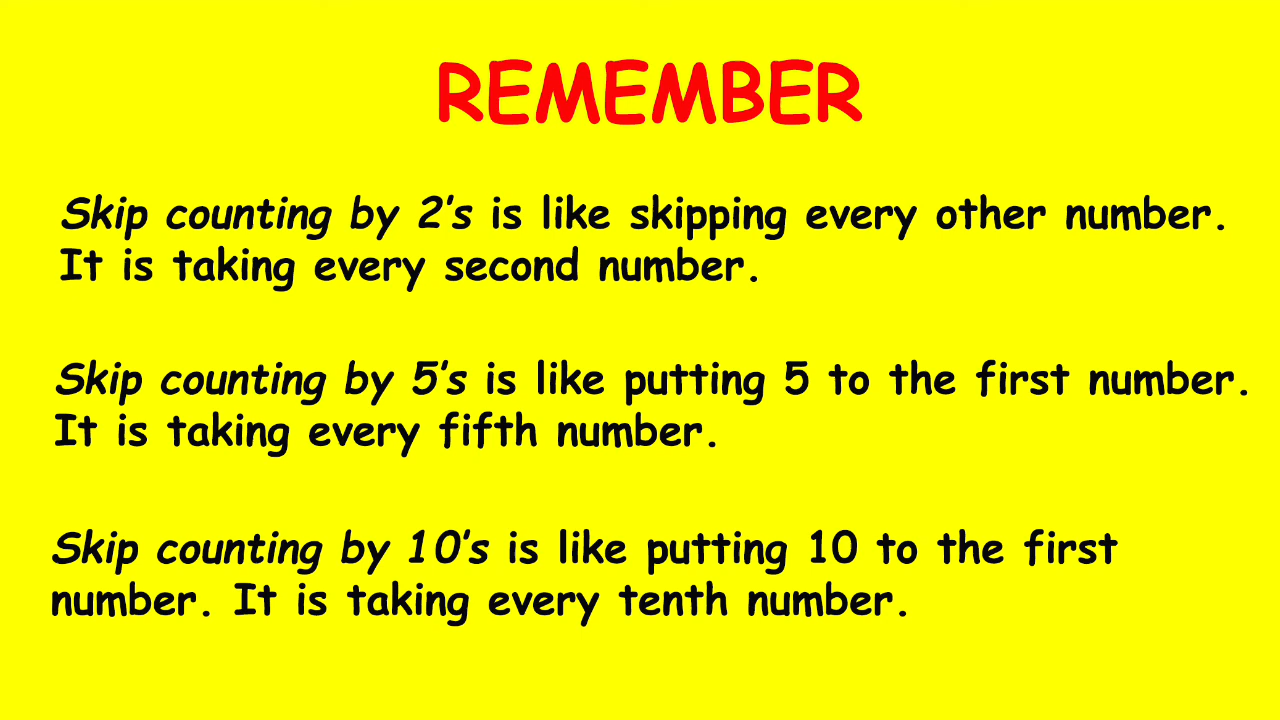 REMEMBER
Skip counting by 2's is like skipping every other number.
It is taking every second number.
Skip counting by 5's is like putting 5 to the first number.
It is taking every fifth number.
Skip counting by 10's is like putting 10 to the first
number. It is taking every tenth number.